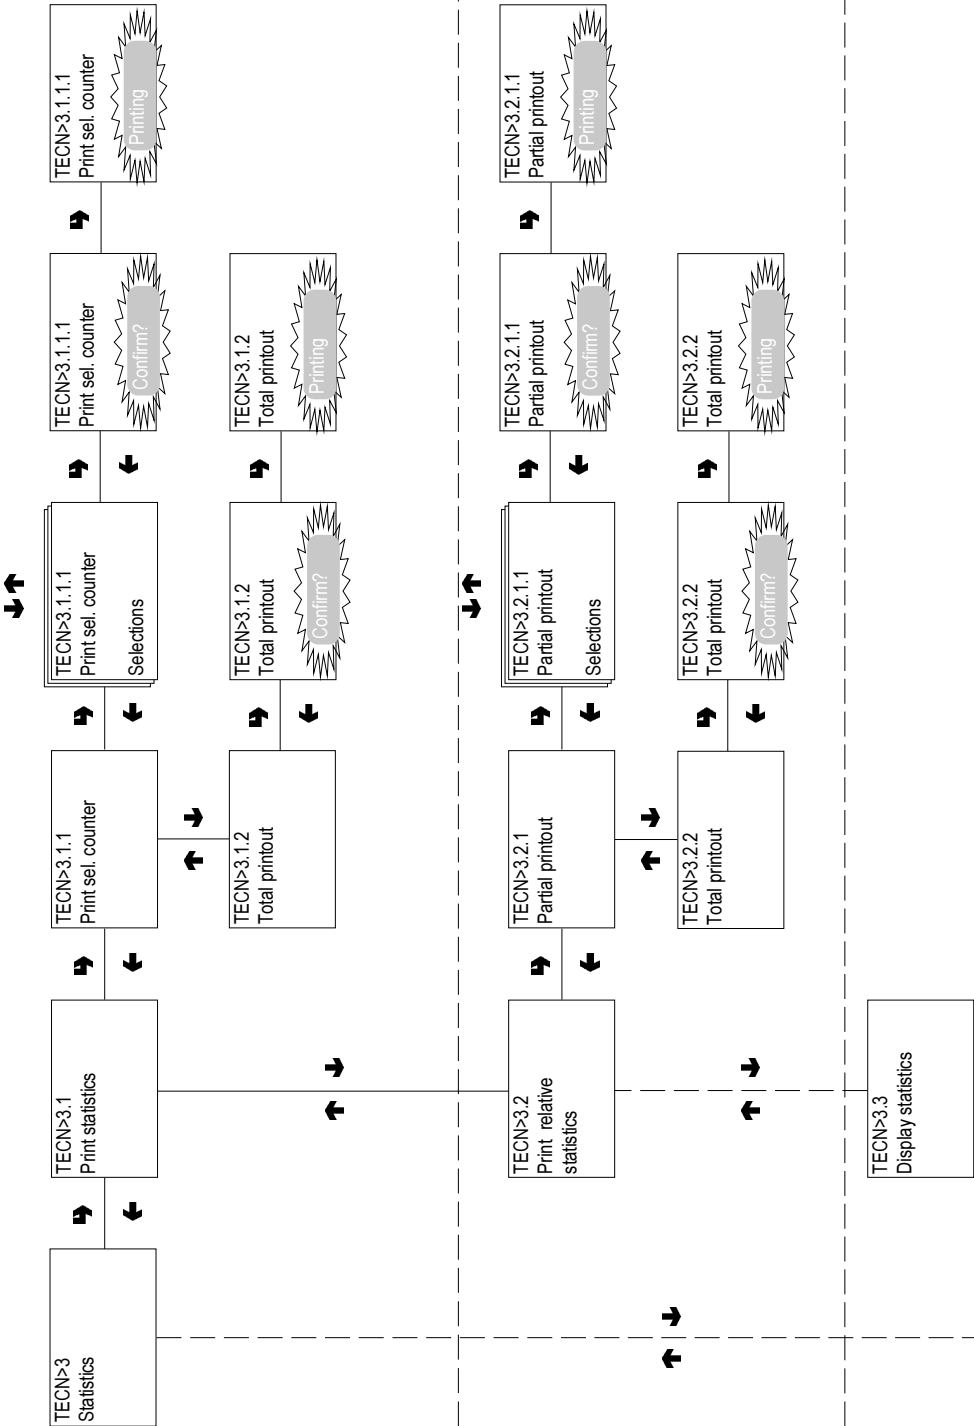 TECN>3
Statistics
TECN>3.1
Print statistics
TECN>3.1.1
Print sel. counter
TECN>3.1.1.1
Print sel. counter
Selections
TECN>3.1.1.1
Print sel. counter
Confirm?
TECN>3.1.1.1
Print sel. counter
Printing
TECN>3.1.2
Total printout
TECN>3.1.2
Total printout
Confirm?
TECN>3.1.2
Total printout
Printing
TECN>3.2
Print relative
statistics
TECN>3.2.1
Partial printout
TECN>3.2.1.1
Partial printout
Selections
TECN>3.2.1.1
Partial printout
Confirm?
TECN>3.2.1.1
Partial printout
Printing
TECN>3.2.2
Total printout
TECN>3.2.2
Total printout
Confirm?
TECN>3.2.2
Total printout
Printing
TECN>3.3
Display statistics